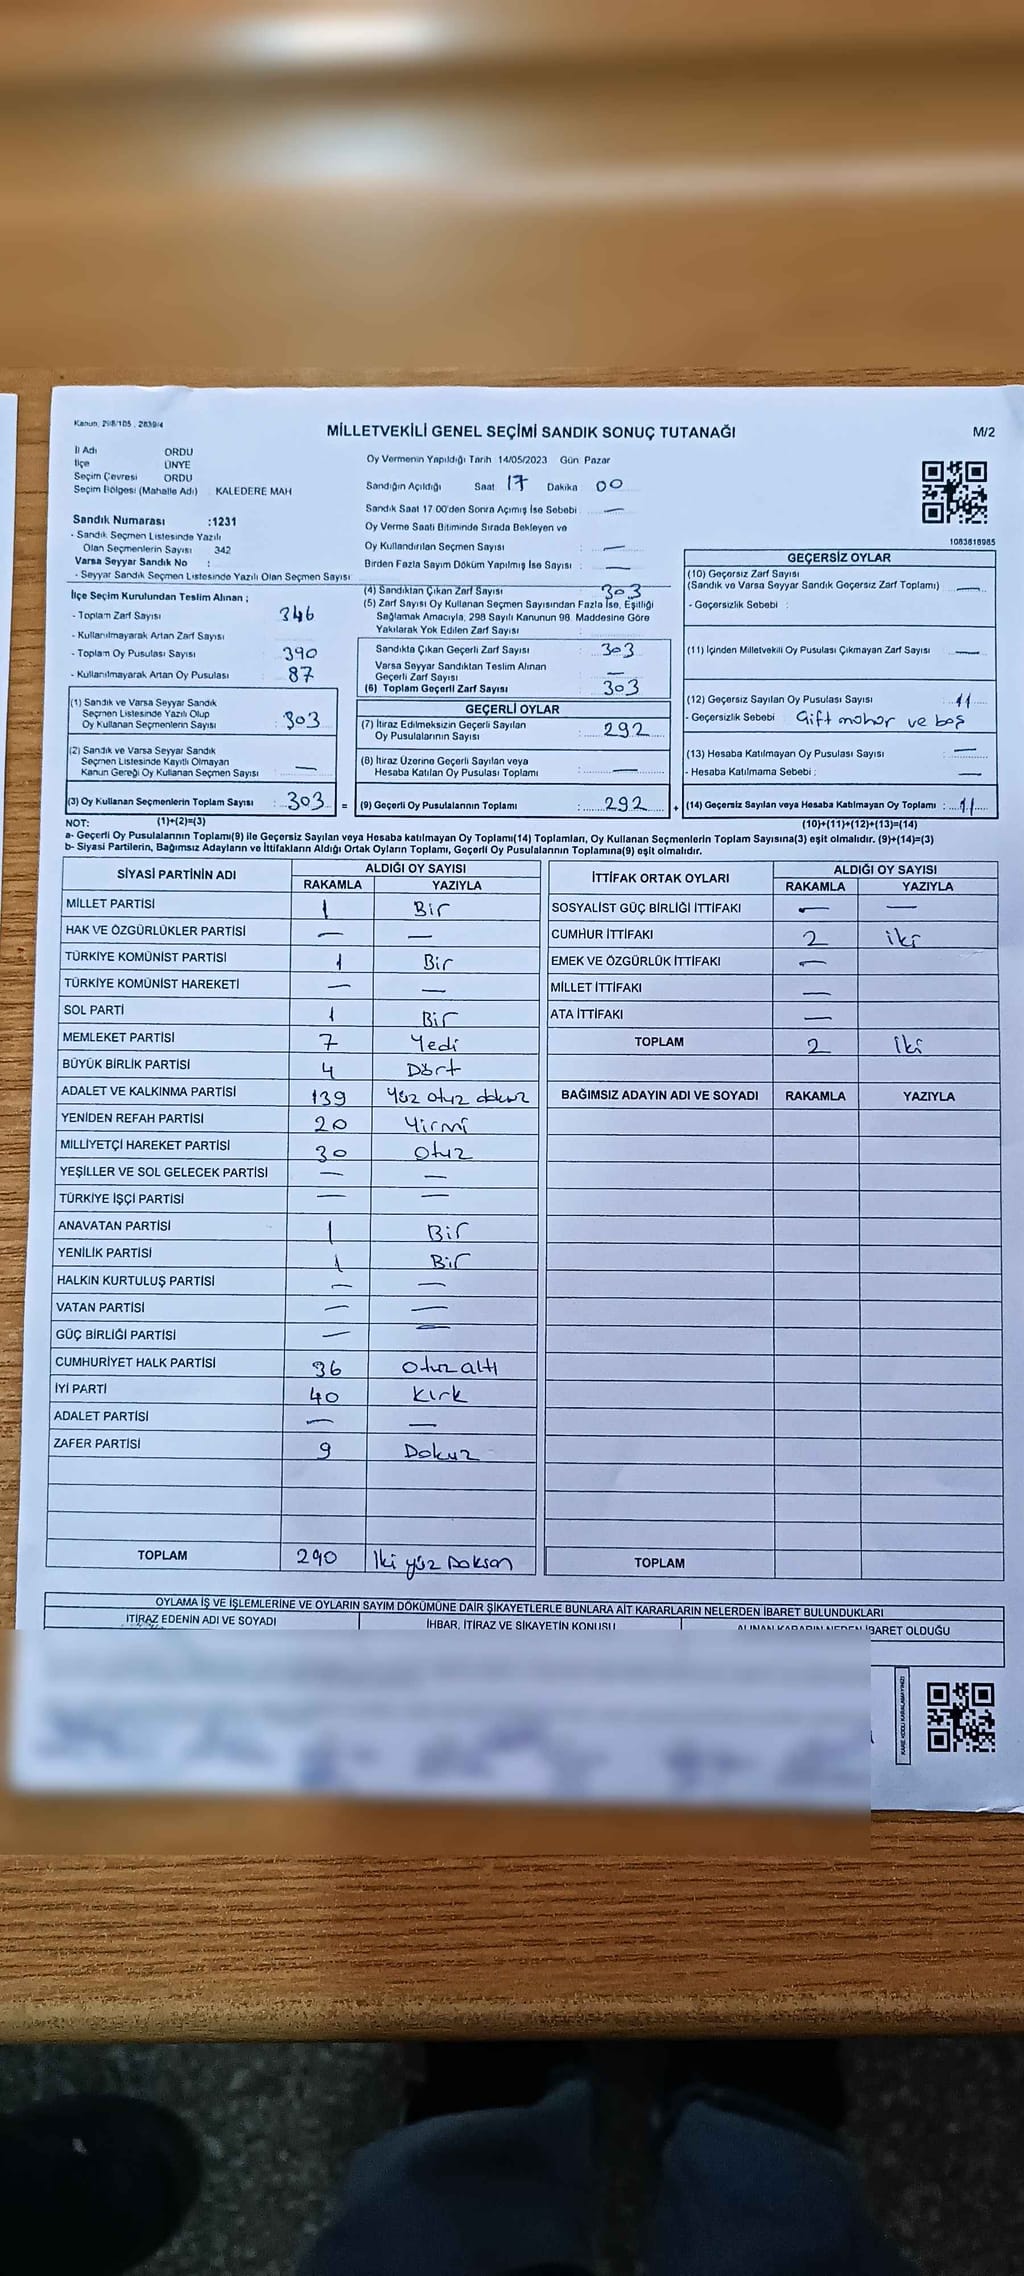 Kanun, 298/105 , 2839/4
MİLLETVEKİLİ GENEL SEÇİMİ SANDIK SONUÇ TUTANAĞI
M/2
İl Adı ORDU
İlçe ÜNYE
Seçim Çevresi ORDU
Seçim Bölgesi (Mahalle Adı) KALEDERE MAH
Oy Vermenin Yapıldığı Tarih 14/05/2023 Gün Pazar
Sandığın Açıldığı Saat 17 Dakika 00
Sandık Saat 17.00'den Sonra Açımış İse Sebebi : —
Oy Verme Saati Bitiminde Sırada Bekleyen ve
Oy Kullandırılan Seçmen Sayısı : —
Birden Fazla Sayım Döküm Yapılmış İse Sayısı : —
1083818985
Sandık Numarası :1231
- Sandık Seçmen Listesinde Yazılı
Olan Seçmenlerin Sayısı 342
Varsa Seyyar Sandık No :
- Seyyar Sandık Seçmen Listesinde Yazılı Olan Seçmen Sayısı
İlçe Seçim Kurulundan Teslim Alınan ;
- Toplam Zarf Sayısı : 346
- Kullanılmayarak Artan Zarf Sayısı :
- Toplam Oy Pusulası Sayısı : 390
- Kullanılmayarak Artan Oy Pusulası : 87
(1) Sandık ve Varsa Seyyar Sandık
Seçmen Listesinde Yazılı Olup
Oy Kullanan Seçmenlerin Sayısı : 303
(2) Sandık ve Varsa Seyyar Sandık
Seçmen Listesinde Kayıtlı Olmayan
Kanun Gereği Oy Kullanan Seçmen Sayısı : —
(3) Oy Kullanan Seçmenlerin Toplam Sayısı : 303 =
(4) Sandıktan Çıkan Zarf Sayısı : 303
(5) Zarf Sayısı Oy Kullanan Seçmen Sayısından Fazla İse, Eşitliği
Sağlamak Amacıyla, 298 Sayılı Kanunun 98. Maddesine Göre
Yakılarak Yok Edilen Zarf Sayısı :
Sandıkta Çıkan Geçerli Zarf Sayısı : 303
Varsa Seyyar Sandıktan Teslim Alınan
Geçerli Zarf Sayısı : —
(6) Toplam Geçerli Zarf Sayısı : 303
GEÇERLİ OYLAR
(7) İtiraz Edilmeksizin Geçerli Sayılan
Oy Pusulalarının Sayısı : 292
(8) İtiraz Üzerine Geçerli Sayılan veya
Hesaba Katılan Oy Pusulası Toplamı : —
(9) Geçerli Oy Pusulalarının Toplamı : 292 +
GEÇERSİZ OYLAR
(10) Geçersiz Zarf Sayısı
(Sandık ve Varsa Seyyar Sandık Geçersiz Zarf Toplamı) : —
- Geçersizlik Sebebi :
(11) İçinden Milletvekili Oy Pusulası Çıkmayan Zarf Sayısı : —
(12) Geçersiz Sayılan Oy Pusulası Sayısı : 11
- Geçersizlik Sebebi : Çift mühür ve boş
(13) Hesaba Katılmayan Oy Pusulası Sayısı : —
- Hesaba Katılmama Sebebi : —
(14) Geçersiz Sayılan veya Hesaba Katılmayan Oy Toplamı : 11
NOT: (1)+(2)=(3) (10)+(11)+(12)+(13)=(14)
a- Geçerli Oy Pusulalarının Toplamı(9) ile Geçersiz Sayılan veya Hesaba katılmayan Oy Toplamı(14) Toplamları, Oy Kullanan Seçmenlerin Toplam Sayısına(3) eşit olmalıdır. (9)+(14)=(3)
b- Siyasi Partilerin, Bağımsız Adayların ve İttifakların Aldığı Ortak Oyların Toplamı, Geçerli Oy Pusulalarının Toplamına(9) eşit olmalıdır.
SİYASİ PARTİNİN ADI ALDIĞI OY SAYISI
RAKAMLA YAZIYLA
MİLLET PARTİSİ 1 Bir
HAK VE ÖZGÜRLÜKLER PARTİSİ — —
TÜRKİYE KOMÜNİST PARTİSİ 1 Bir
TÜRKİYE KOMÜNİST HAREKETİ — —
SOL PARTİ 1 Bir
MEMLEKET PARTİSİ 7 Yedi
BÜYÜK BİRLİK PARTİSİ 4 Dört
ADALET VE KALKINMA PARTİSİ 139 Yüz otuz dokuz
YENİDEN REFAH PARTİSİ 20 Yirmi
MİLLİYETÇİ HAREKET PARTİSİ 30 Otuz
YEŞİLLER VE SOL GELECEK PARTİSİ — —
TÜRKİYE İŞÇİ PARTİSİ — —
ANAVATAN PARTİSİ 1 Bir
YENİLİK PARTİSİ 1 Bir
HALKIN KURTULUŞ PARTİSİ — —
VATAN PARTİSİ — —
GÜÇ BİRLİĞİ PARTİSİ — —
CUMHURİYET HALK PARTİSİ 36 Otuz altı
İYİ PARTİ 40 Kırk
ADALET PARTİSİ — —
ZAFER PARTİSİ 9 Dokuz
TOPLAM 290 İki yüz Doksan
İTTİFAK ORTAK OYLARI ALDIĞI OY SAYISI
RAKAMLA YAZIYLA
SOSYALİST GÜÇ BİRLİĞİ İTTİFAKI — —
CUMHUR İTTİFAKI 2 iki
EMEK VE ÖZGÜRLÜK İTTİFAKI —
MİLLET İTTİFAKI —
ATA İTTİFAKI —
TOPLAM 2 İki
BAĞIMSIZ ADAYIN ADI VE SOYADI RAKAMLA YAZIYLA
TOPLAM
OYLAMA İŞ VE İŞLEMLERİNE VE OYLARIN SAYIM DÖKÜMÜNE DAİR ŞİKAYETLERLE BUNLARA AİT KARARLARIN NELERDEN İBARET BULUNDUKLARI
İTİRAZ EDENİN ADI VE SOYADI
İHBAR, İTİRAZ VE ŞİKAYETİN KONUSU
ALINAN KARARIN NEDEN İBARET OLDUĞU
KARE KODU KARALAMAYINIZ!